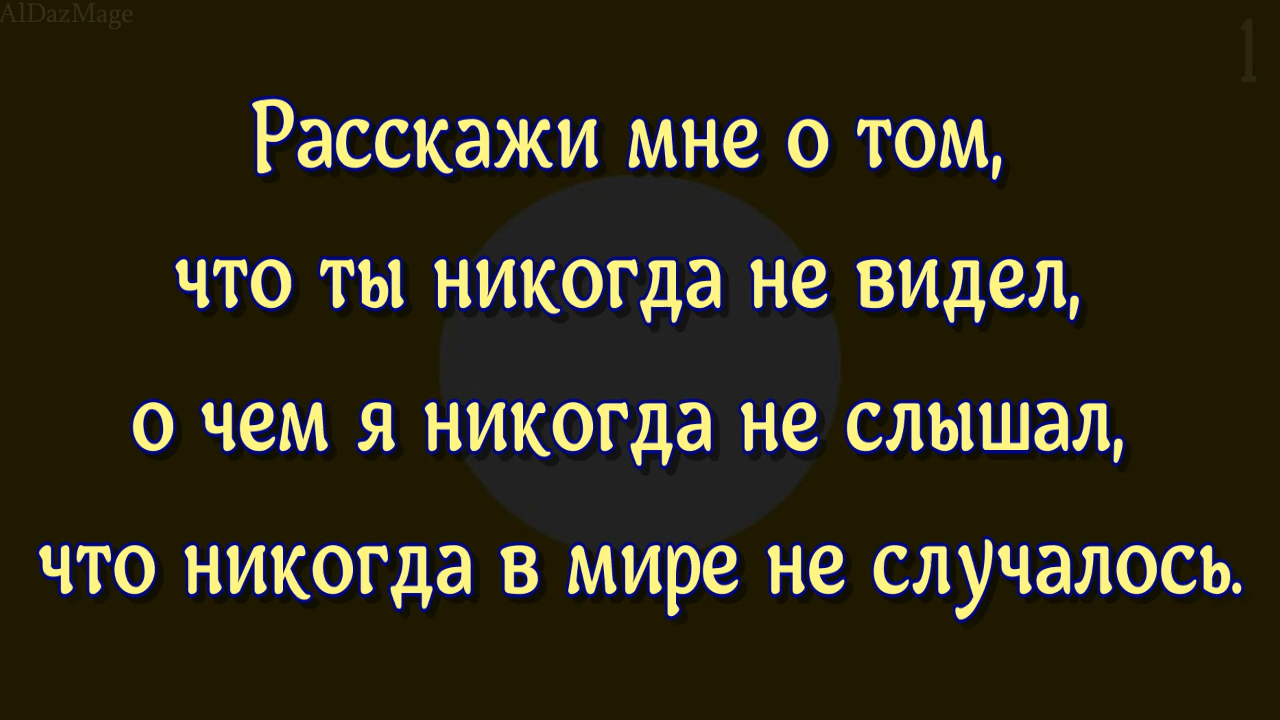 AlDazMage
1
Расскажи мне о том,
что ты никогда не видел,
о чем я никогда не слышал,
что никогда в мире не случалось.